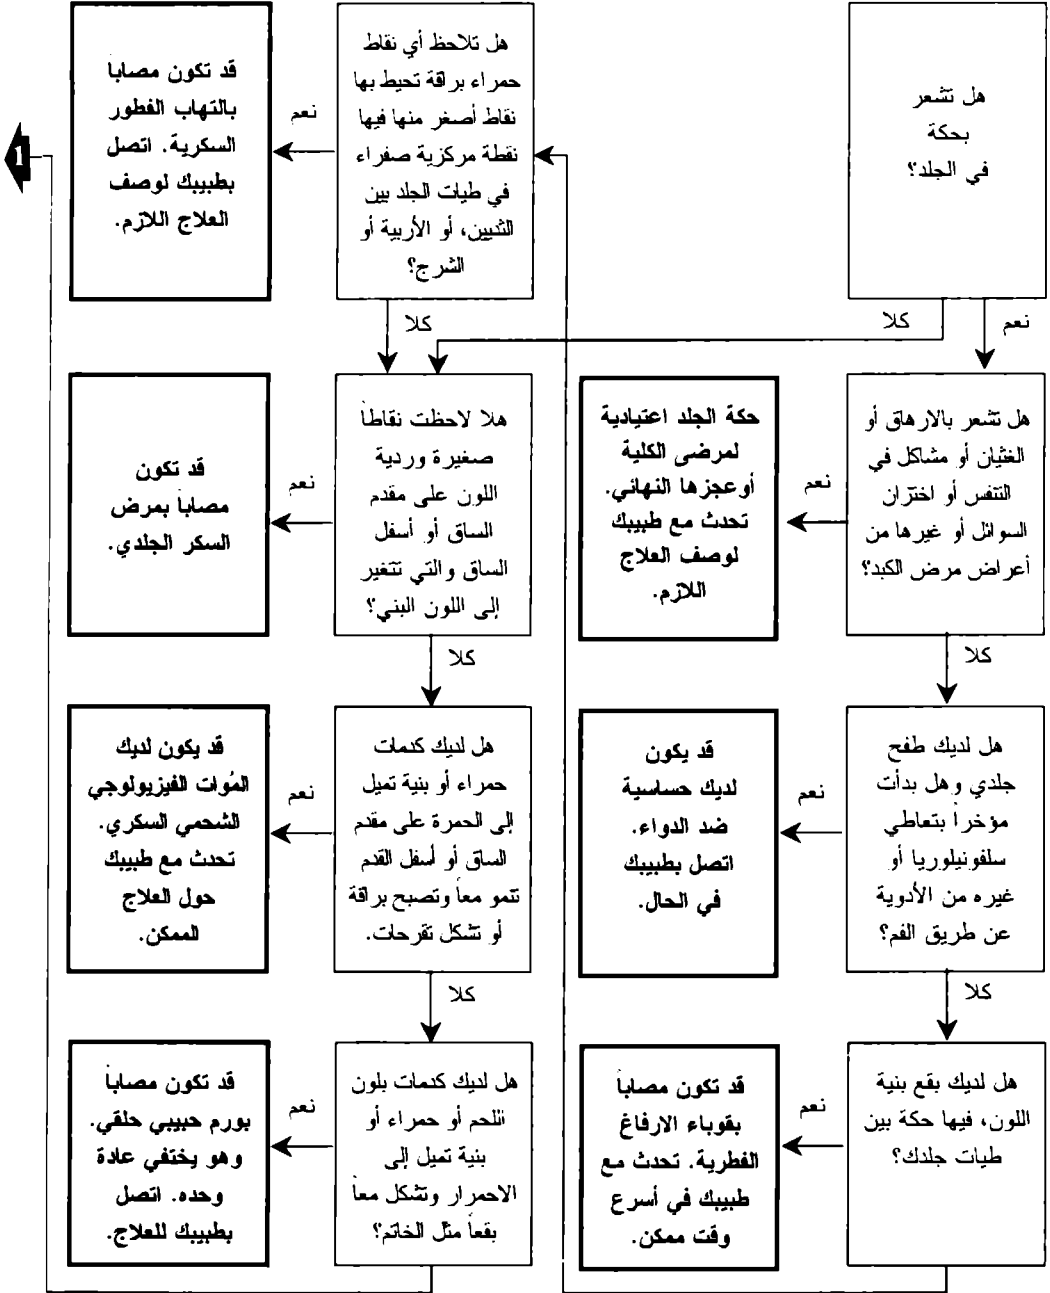 هل تشعر
بحكة
في الجلد؟
نعم
كلا
هل تشعر بالارهاق أو
الغثيان أو مشاكل في
التنفس أو اختزان
السوائل أو غيرها من
أعراض مرض الكبد؟
نعم
حكة الجلد اعتيادية
لمرضى الكلية
أوعجزها النهائي.
تحدث مع طبيبك
لوصف العلاج
اللازم.
كلا
هل لديك طفح
جلدي وهل بدأت
مؤخراً بتعاطي
سلفونيلوريا أو
غيره من الأدوية
عن طريق الفم؟
نعم
قد يكون
لديك حساسية
ضد الدواء.
اتصل بطبيبك
في الحال.
كلا
هل لديك بقع بنية
اللون، فيها حكة بين
طيات جلدك؟
نعم
قد تكون مصاباً
بقوباء الارفاغ
الفطرية. تحدث مع
طبيبك في أسرع
وقت ممكن.
هل تلاحظ أي نقاط
حمراء براقة تحيط بها
نقاط أصغر منها فيها
نقطة مركزية صفراء
في طيات الجلد بين
الثديين، أو الأربية أو
الشرج؟
نعم
قد تكون مصاباً
بالتهاب الفطور
السكرية. اتصل
بطبيبك لوصف
العلاج اللازم.
كلا
هلا لاحظت نقاطاً
صغيرة وردية
اللون على مقدم
الساق أو أسفل
الساق والتي تتغير
إلى اللون البني؟
نعم
قد تكون
مصاباً بمرض
السكر الجلدي.
كلا
هل لديك كدمات
حمراء أو بنية تميل
إلى الحمرة على مقدم
الساق أو أسفل القدم
تنمو معاً وتصبح براقة
أو تشكل تقرحات.
نعم
قد يكون لديك
المُوات الفيزيولوجي
الشحمي السكري.
تحدث مع طبيبك
حول العلاج
الممكن.
كلا
هل لديك كدمات بلون
اللحم أو حمراء أو
بنية تميل إلى
الاحمرار وتشكل معاً
بقعاً مثل الخاتم؟
نعم
قد تكون مصاباً
بورم حبيبي حلقي.
وهو يختفي عادة
وحده. اتصل
بطبيبك للعلاج.
أ